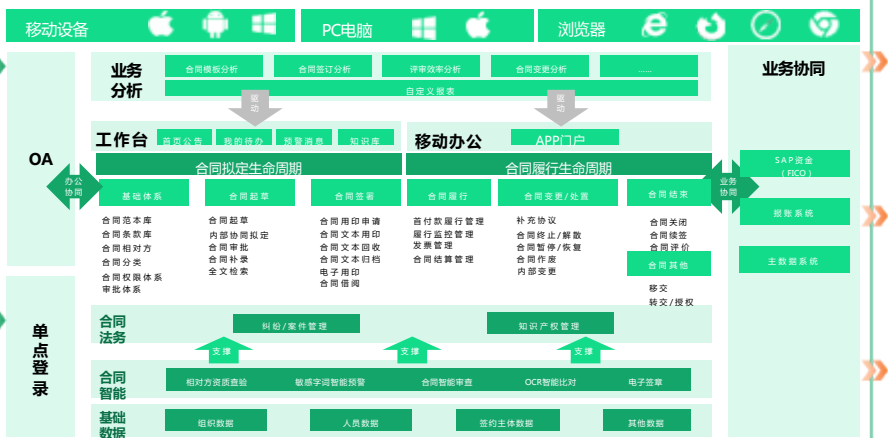 移动设备
PC电脑
浏览器
OA
办公
协同
单
点
登
录
业务
分析
合同模板分析
合同签订分析
评审效率分析
合同变更分析
......
自定义报表
驱
动
驱
动
工作台
首页公告
我的待办
预警消息
知识库
移动办公
APP门户
合同拟定生命周期
合同履行生命周期
基础体系
合同起草
合同签署
合同履行
合同变更/处置
合同结束
合同范本库
合同条款库
合同相对方
合同分类
合同权限体系
审批体系
合同起草
内部协同拟定
合同审批
合同补录
全文检索
合同用印申请
合同文本用印
合同文本回收
合同文本归档
电子用印
合同借阅
首付款履行管理
履行监控管理
发票管理
合同结算管理
补充协议
合同终止/解散
合同暂停/恢复
合同作废
内部变更
合同关闭
合同续签
合同评价
合同其他
移交
转交/授权
合同
法务
纠纷/案件管理
知识产权管理
支撑
支撑
支撑
合同
智能
相对方资质查验
敏感字词智能预警
合同智能审查
OCR智能比对
电子签章
基础
数据
组织数据
人员数据
签约主体数据
其他数据
业务协同
业务
协同
SAP资金
（FICO）
报账系统
主数据系统